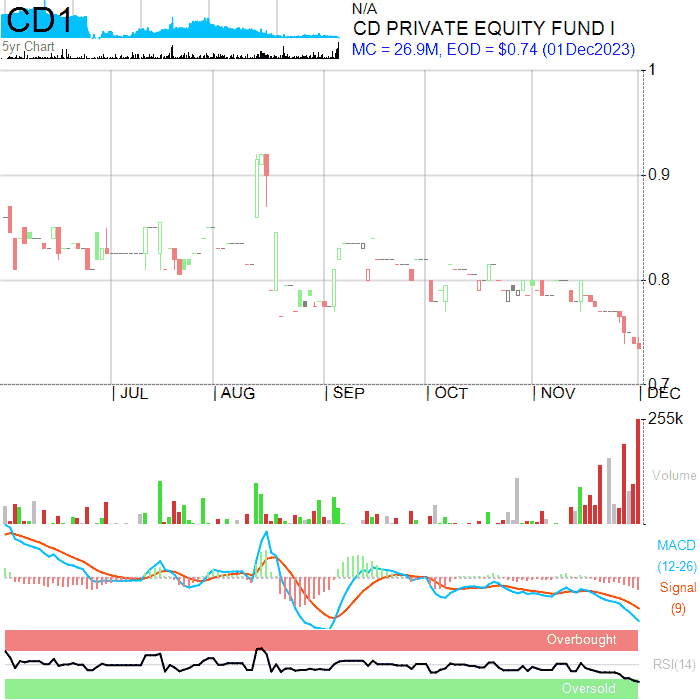 CD1
N/A
CD PRIVATE EQUITY FUND I
5yr Chart
MC = 26.9M, EOD = $0.74 (01Dec2023)
1
0.9
0.8
0.7
JUL AUG SEP OCT NOV DEC
255k
Volume
MACD
(12-26)
Signal
(9)
Overbought
RSI(14)
Oversold